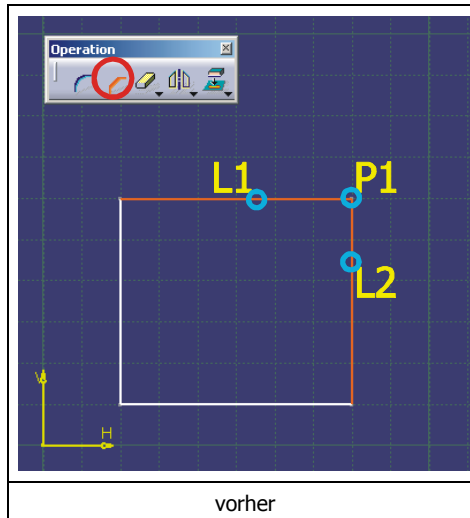 Operation
L1 P1
L2
V
H
vorher